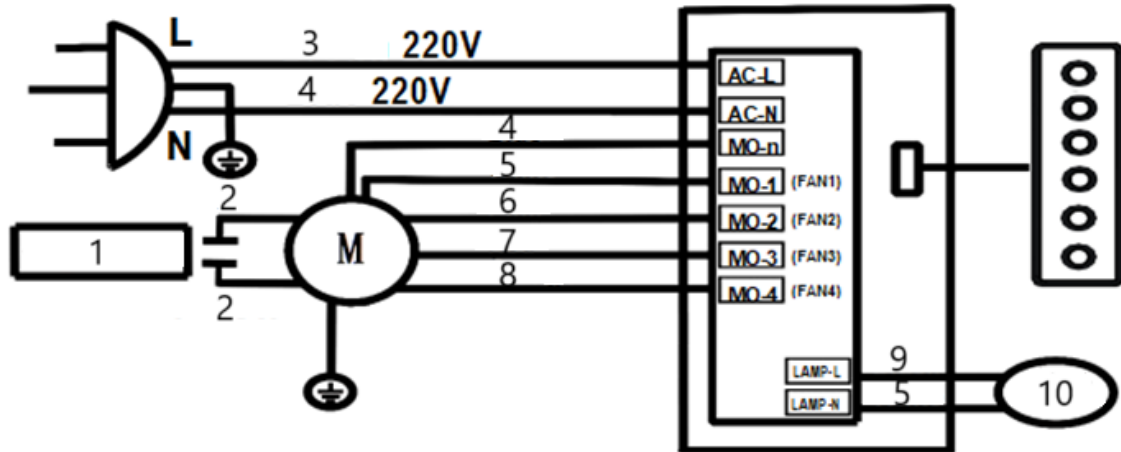 L
3 220V
AC-L
4 220V
AC-N
N
4
MO-n
5
MO-1 (FAN1)
2
6
MO-2 (FAN2)
1
M
7
MO-3 (FAN3)
8
MO-4 (FAN4)
2
LAMP-L
9
LAMP-N
5
10